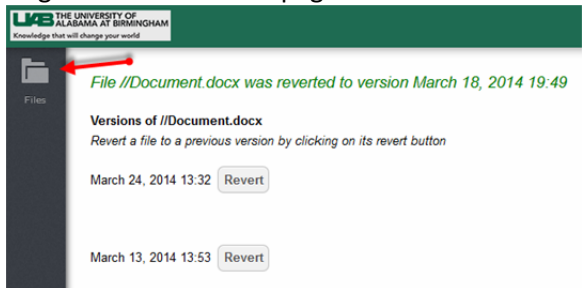 UAB THE UNIVERSITY OF
ALABAMA AT BIRMINGHAM
Knowledge that will change your world
Files
File //Document.docx was reverted to version March 18, 2014 19:49
Versions of //Document.docx
Revert a file to a previous version by clicking on its revert button
March 24, 2014 13:32 Revert
March 13, 2014 13:53 Revert